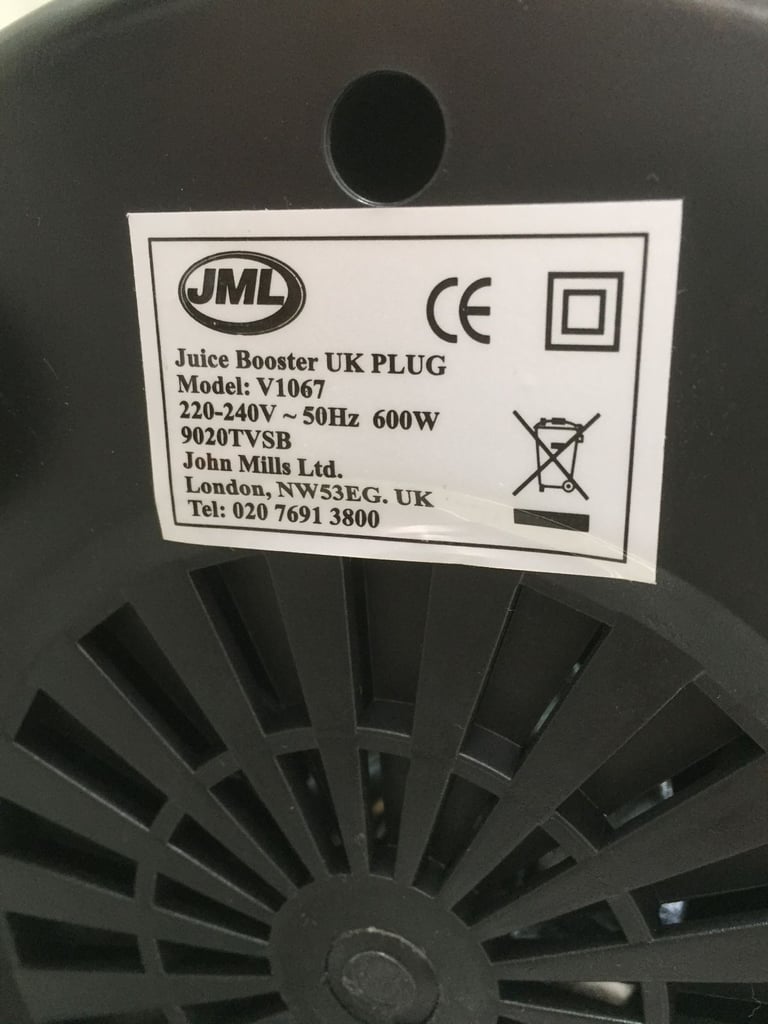 JML
CE
Juice Booster UK PLUG
Model: V1067
220-240V ~ 50Hz 600W
9020TVSB
John Mills Ltd.
London, NW53EG. UK
Tel: 020 7691 3800